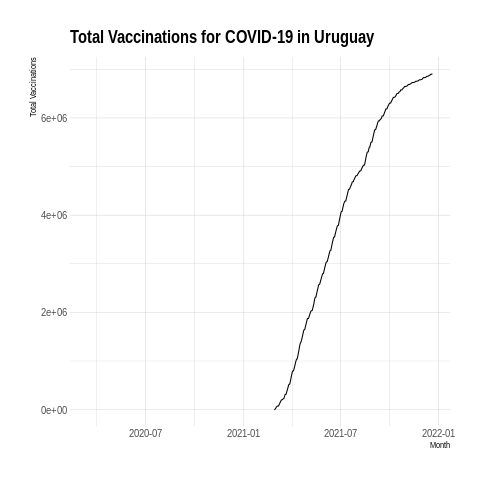 Total Vaccinations for COVID-19 in Uruguay
Total Vaccinations
6e+06
4e+06
2e+06
0e+00
2020-07 2021-01 2021-07 2022-01
Month